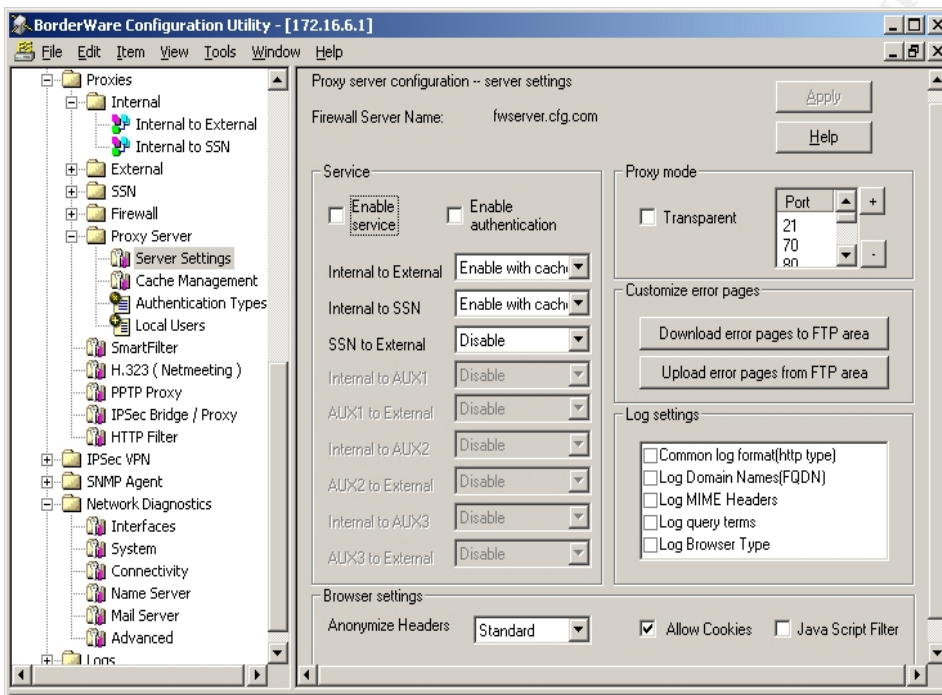 BorderWare Configuration Utility - [172.16.6.1]
File Edit Item View Tools Window Help
Proxies
Internal
Internal to External
Internal to SSN
External
SSN
Firewall
Proxy Server
Server Settings
Cache Management
Authentication Types
Local Users
SmartFilter
H.323 ( Netmeeting )
PPTP Proxy
IPSec Bridge / Proxy
HTTP Filter
IPSec VPN
SNMP Agent
Network Diagnostics
Interfaces
System
Connectivity
Name Server
Mail Server
Advanced
Logs
Proxy server configuration -- server settings
Firewall Server Name: fwserver.cfg.com
Apply
Help
Service
Enable service
Enable authentication
Internal to External Enable with cach
Internal to SSN Enable with cach
SSN to External Disable
Internal to AUX1 Disable
AUX1 to External Disable
Internal to AUX2 Disable
AUX2 to External Disable
Internal to AUX3 Disable
AUX3 to External Disable
Proxy mode
Transparent
Port
21
70
80
+
-
Customize error pages
Download error pages to FTP area
Upload error pages from FTP area
Log settings
Common log format(http type)
Log Domain Names(FQDN)
Log MIME Headers
Log query terms
Log Browser Type
Browser settings
Anonymize Headers Standard
Allow Cookies
Java Script Filter